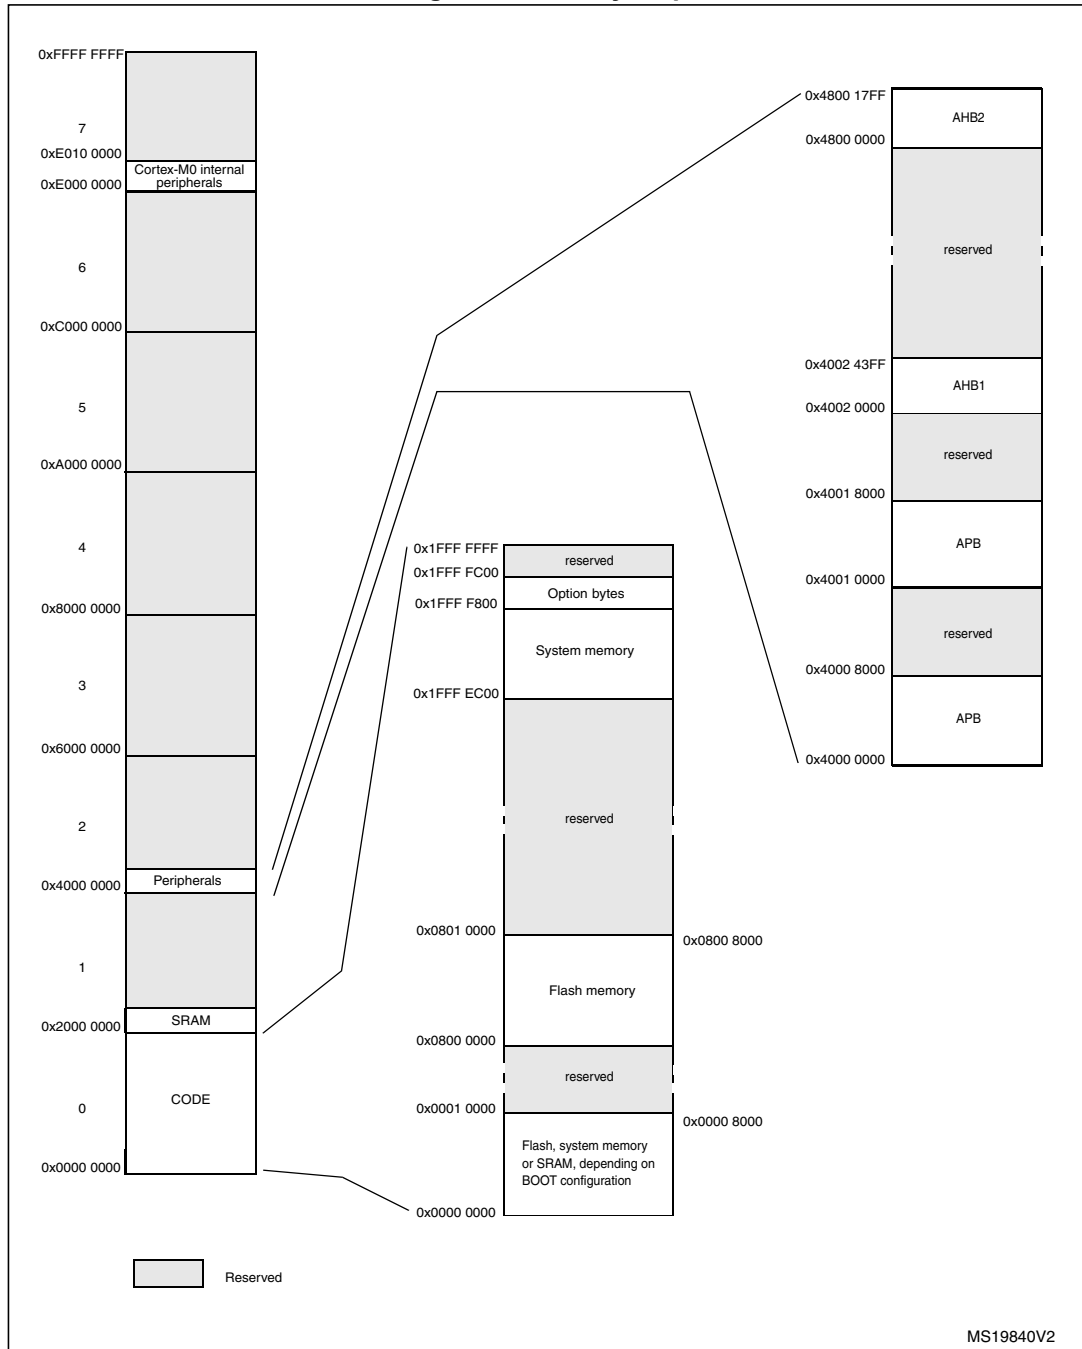 0xFFFF FFFF
7
0xE010 0000
Cortex-M0 internal
peripherals
0xE000 0000
6
0xC000 0000
5
0xA000 0000
4
0x8000 0000
3
0x6000 0000
2
Peripherals
0x4000 0000
1
SRAM
0x2000 0000
CODE
0
0x0000 0000
0x1FFF FFFF
reserved
0x1FFF FC00
Option bytes
0x1FFF F800
System memory
0x1FFF EC00
reserved
0x0801 0000
0x0800 8000
Flash memory
0x0800 0000
reserved
0x0001 0000
0x0000 8000
Flash, system memory
or SRAM, depending on
BOOT configuration
0x0000 0000
0x4800 17FF
AHB2
0x4800 0000
reserved
0x4002 43FF
AHB1
0x4002 0000
reserved
0x4001 8000
APB
0x4001 0000
reserved
0x4000 8000
APB
0x4000 0000
Reserved
MS19840V2